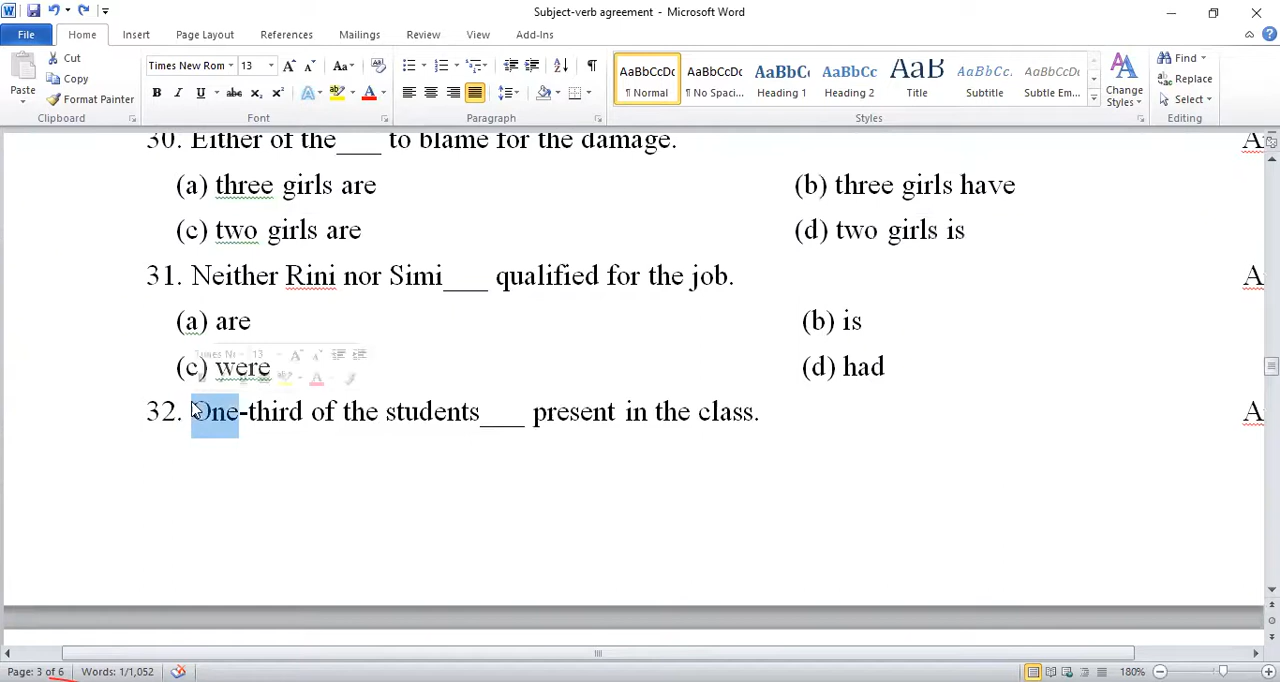 Subject-verb agreement - Microsoft Word
File Home Insert Page Layout References Mailings Review View Add-Ins
Cut
Copy
Format Painter
Paste
Clipboard
Times New Rom 13
Font
Paragraph
AaBbCcDc AaBbCcDc AaBbC AaBbCc AaB AaBbCc. AaBbCcDc
¶ Normal ¶ No Spaci... Heading 1 Heading 2 Title Subtitle Subtle Em...
Styles
Change
Styles
Find
Replace
Select
Editing
30. Either of the___ to blame for the damage.
(a) three girls are (b) three girls have
(c) two girls are (d) two girls is
31. Neither Rini nor Simi___ qualified for the job.
(a) are (b) is
(c) were (d) had
32. One-third of the students___ present in the class.
Page: 3 of 6 Words: 1/1,052 180%